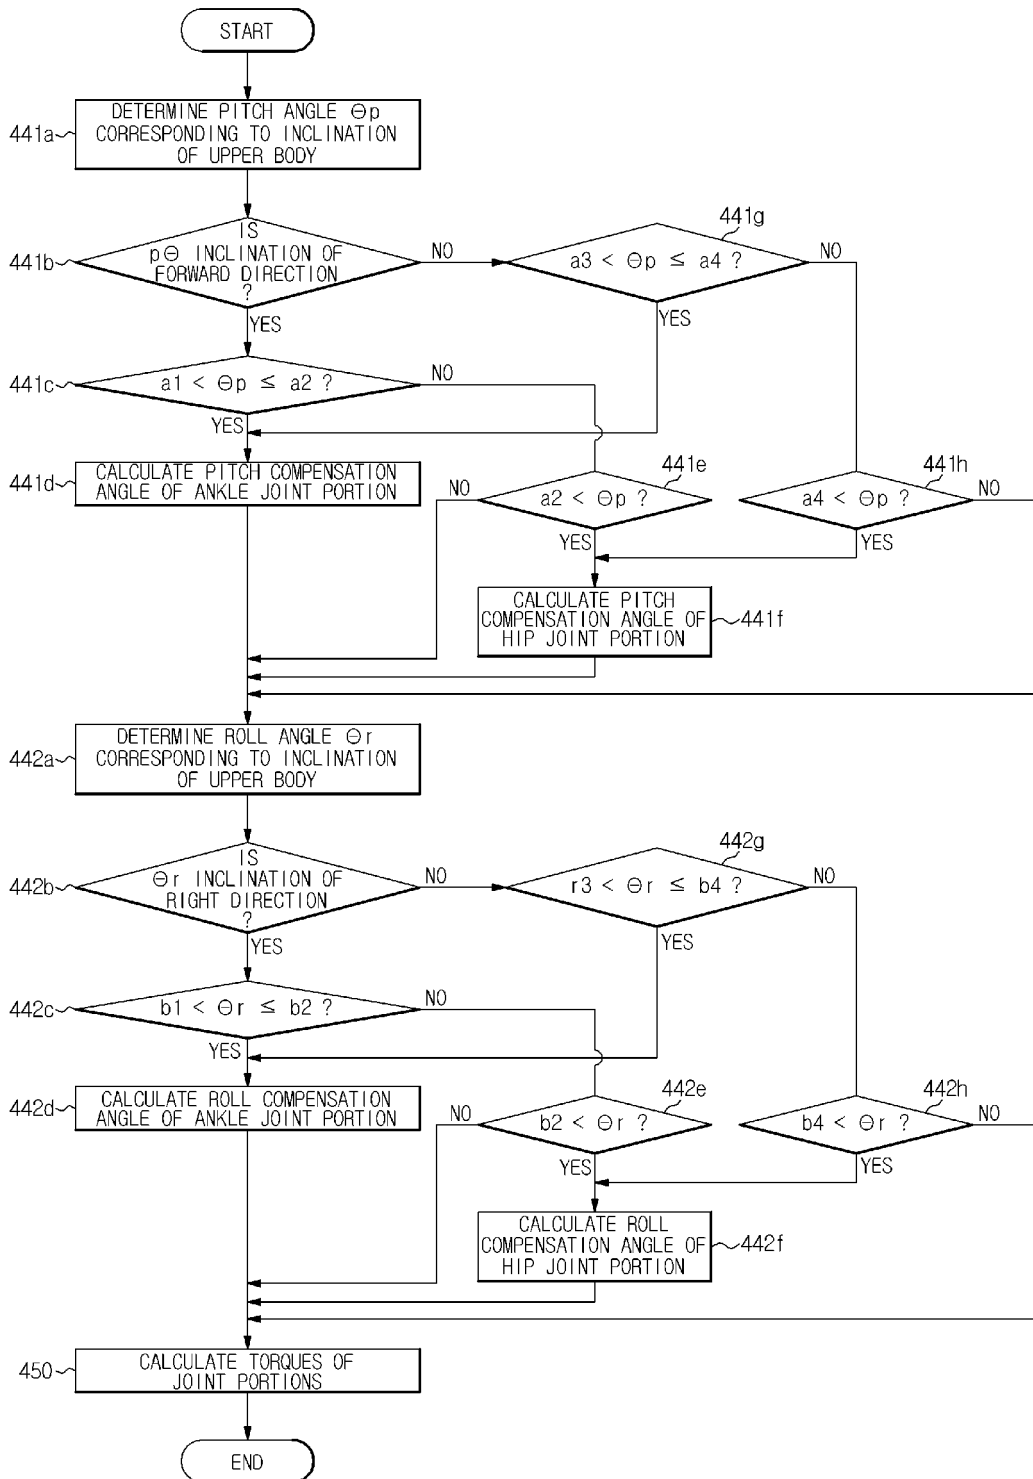 START
441a
DETERMINE PITCH ANGLE Θp
CORRESPONDING TO INCLINATION
OF UPPER BODY
441b
IS
pΘ INCLINATION OF
FORWARD DIRECTION
?
NO
YES
441g
a3 < Θp ≤ a4 ?
NO
YES
441c
a1 < Θp ≤ a2 ?
NO
YES
441d
CALCULATE PITCH COMPENSATION
ANGLE OF ANKLE JOINT PORTION
441e
NO
a2 < Θp ?
YES
441h
a4 < Θp ?
NO
YES
CALCULATE PITCH
COMPENSATION ANGLE OF
HIP JOINT PORTION
441f
442a
DETERMINE ROLL ANGLE Θr
CORRESPONDING TO INCLINATION
OF UPPER BODY
442b
IS
Θr INCLINATION OF
RIGHT DIRECTION
?
NO
YES
442g
r3 < Θr ≤ b4 ?
NO
YES
442c
b1 < Θr ≤ b2 ?
NO
YES
442d
CALCULATE ROLL COMPENSATION
ANGLE OF ANKLE JOINT PORTION
442e
NO
b2 < Θr ?
YES
442h
b4 < Θr ?
NO
YES
CALCULATE ROLL
COMPENSATION ANGLE OF
HIP JOINT PORTION
442f
450
CALCULATE TORQUES OF
JOINT PORTIONS
END